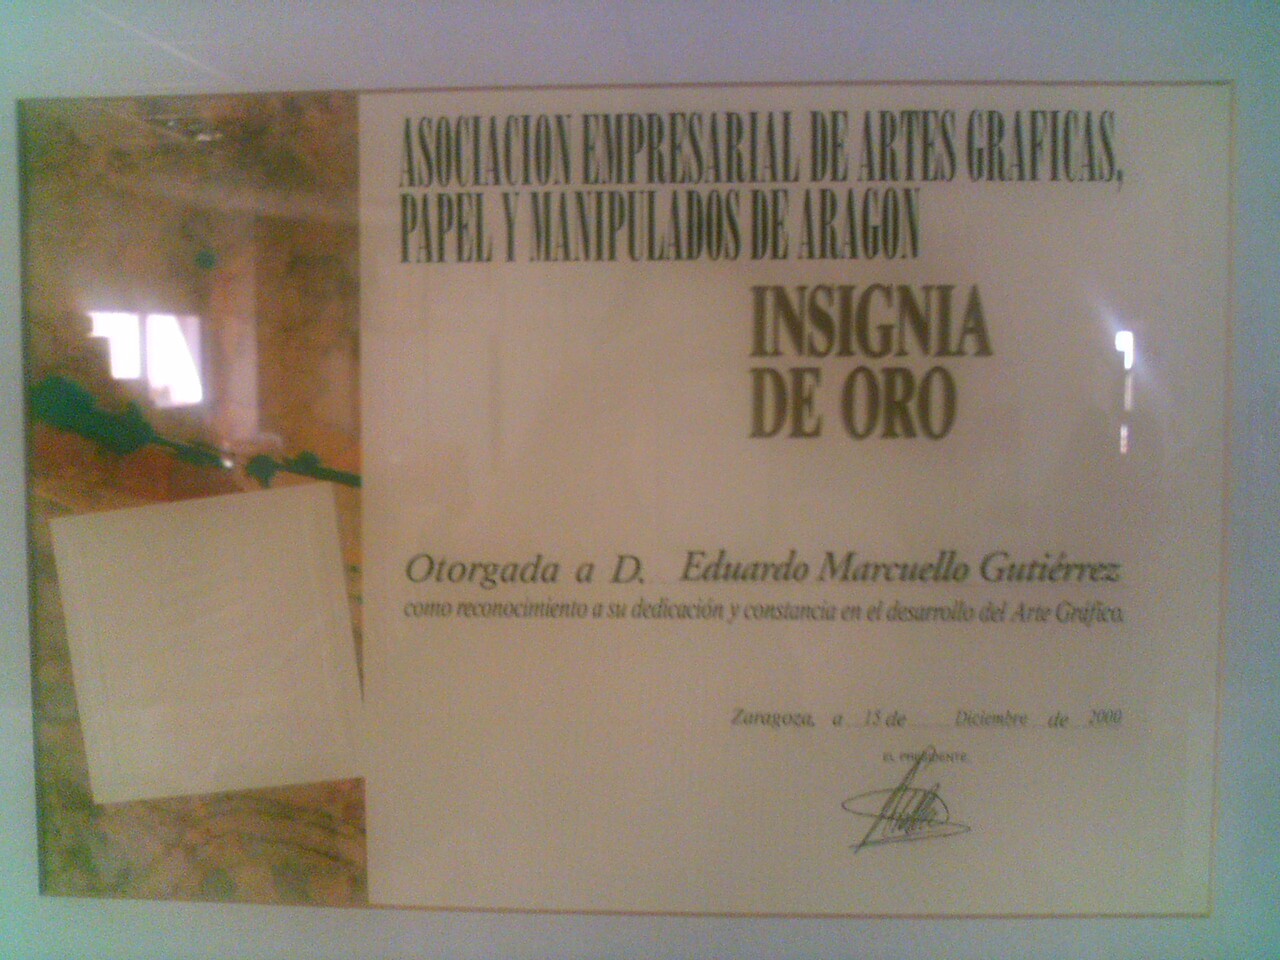 ASOCIACION EMPRESARIAL DE ARTES GRAFICAS,
PAPEL Y MANIPULADOS DE ARAGON
INSIGNIA
DE ORO
Otorgada a D. Eduardo Marcuello Gutiérrez
como reconocimiento a su dedicación y constancia en el desarrollo del Arte Gráfico.
Zaragoza, a 15 de Diciembre de 2000
EL PRESIDENTE,